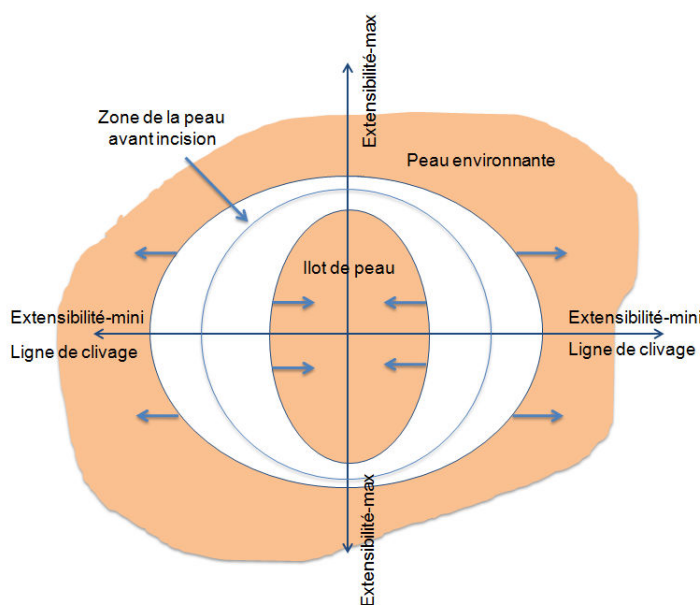 Extensibilité-max
Zone de la peau
avant incision
Peau environnante
Ilot de peau
Extensibilité-mini
Ligne de clivage
Extensibilité-mini
Ligne de clivage
Extensibilité-max